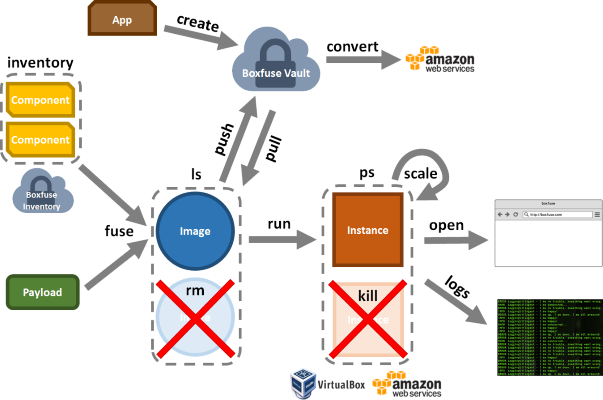 App
create
Boxfuse Vault
convert
amazon
web services
inventory
Component
Component
Boxfuse
Inventory
push
pull
ls
ps
scale
fuse
Image
run
Instance
open
boxfuse
http://boxfuse.com
Payload
rm
kill
logs
VirtualBox
amazon
web services